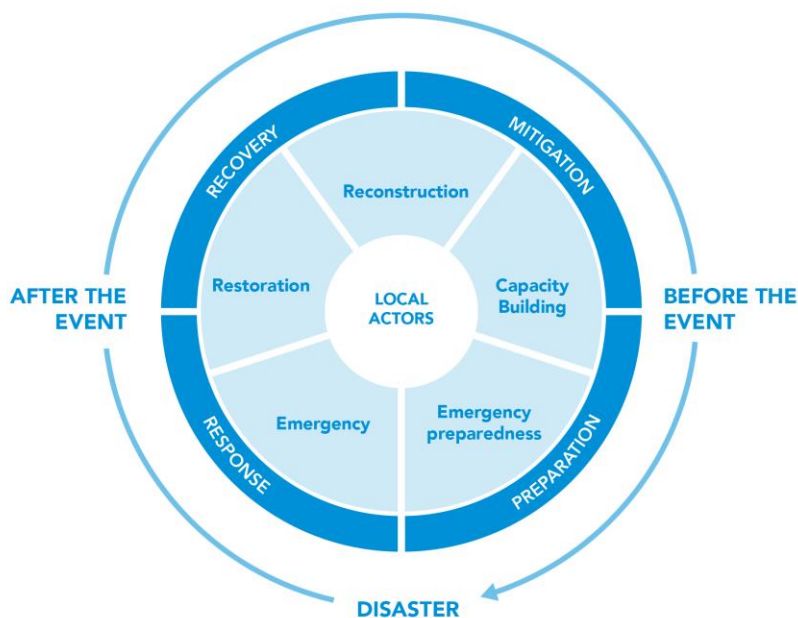 RECOVERY
MITIGATION
Reconstruction
Restoration
Capacity
Building
LOCAL
ACTORS
AFTER THE
EVENT
BEFORE THE
EVENT
Emergency
Emergency
preparedness
RESPONSE
PREPARATION
DISASTER